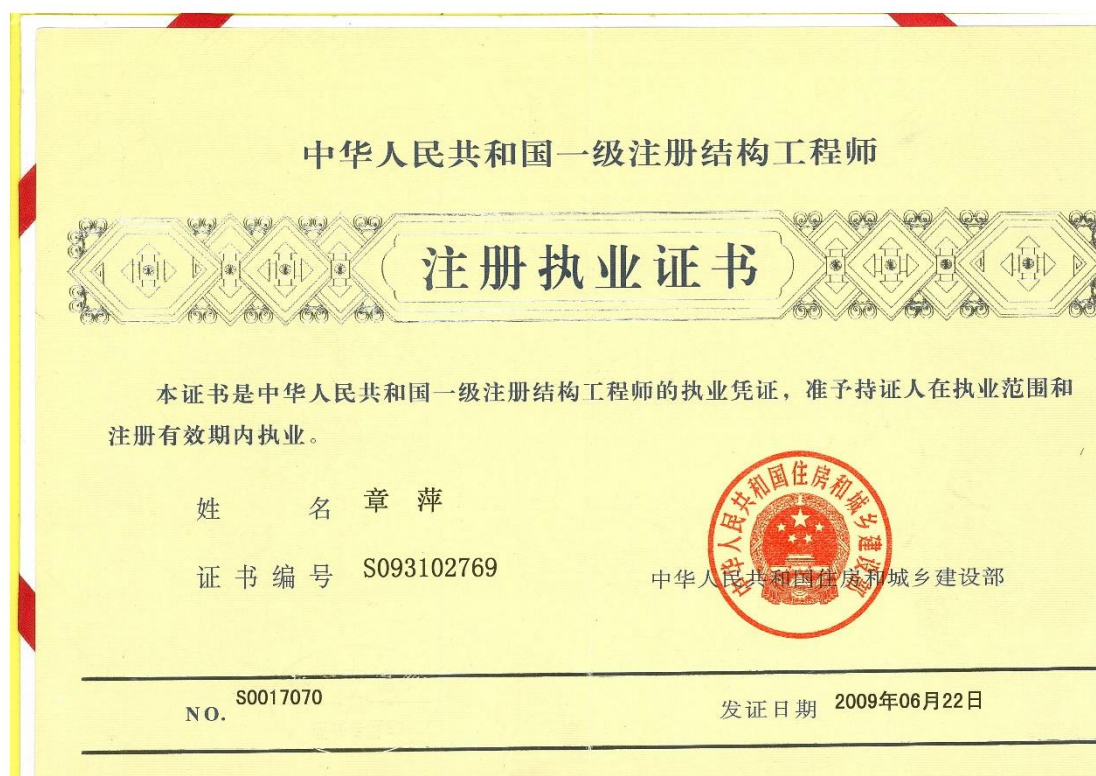 中华人民共和国一级注册结构工程师
注册执业证书
本证书是中华人民共和国一级注册结构工程师的执业凭证，准予持证人在执业范围和
注册有效期内执业。
姓 名 章 萍
证书编号 S093102769
中华人民共和国住房和城乡建设部
中华人民共和国住房和城乡建设部
NO. S0017070
发证日期 2009年06月22日